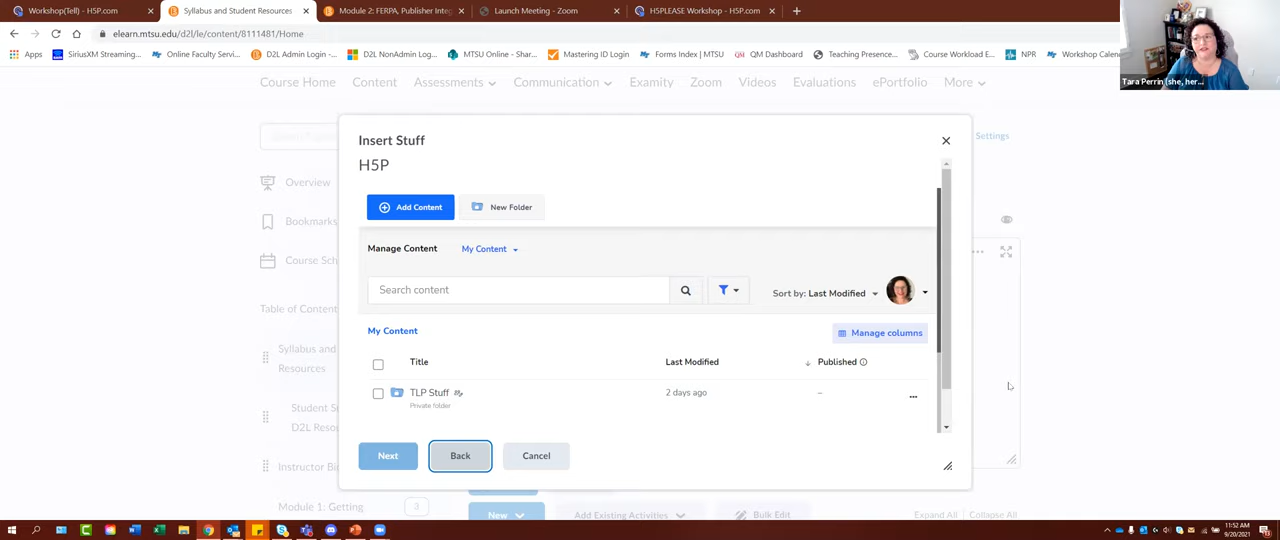 Workshop(Tell) - H5P.com
Syllabus and Student Resources
Module 2: FERPA, Publisher Inte
Launch Meeting - Zoom
H5PLEASE Workshop - H5P.com
elearn.mtsu.edu/d2l/le/content/8111481/Home
Apps
SiriusXM Streaming...
Online Faculty Servi...
D2L Admin Login -...
D2L NonAdmin Log...
MTSU Online - Shar...
Mastering ID Login
Forms Index | MTSU
QM Dashboard
Teaching Presence...
Course Workload E...
NPR
Workshop Calend
Tara Perrin (she, her...
Course Home
Content
Assessments
Communication
Examity
Zoom
Videos
Evaluations
ePortfolio
More
Settings
Overview
Bookmarks
Course Sch
Table of Content
Syllabus and
Resources
Student S
D2L Resou
Instructor Bi
Module 1: Getting
3
Insert Stuff
H5P
Add Content
New Folder
Manage Content
My Content
Search content
Sort by: Last Modified
My Content
Manage columns
Title
Last Modified
Published
TLP Stuff
Private folder
2 days ago
–
Next
Back
Cancel
New
Add Existing Activities
Bulk Edit
Expand All
Collapse All
11:52 AM
9/20/2021